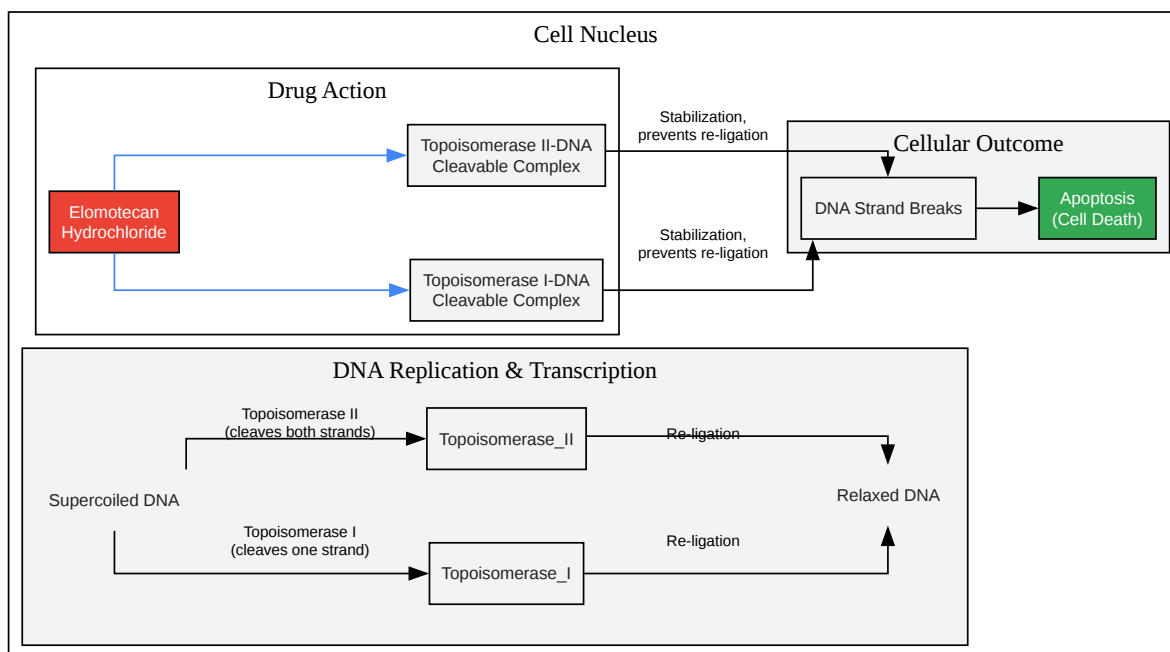 Cell Nucleus
Drug Action
Stabilization,
prevents re-ligation
Topoisomerase II-DNA
Cleavable Complex
Cellular Outcome
Elomotecan
Hydrochloride
DNA Strand Breaks
Apoptosis
(Cell Death)
Stabilization,
prevents re-ligation
Topoisomerase I-DNA
Cleavable Complex
DNA Replication & Transcription
Topoisomerase II
(cleaves both strands)
Topoisomerase_II
Re-ligation
Supercoiled DNA
Relaxed DNA
Topoisomerase I
(cleaves one strand)
Topoisomerase_I
Re-ligation